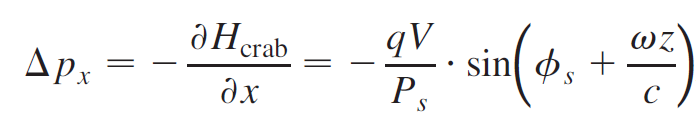 Δp_x = − ∂H_crab / ∂x = − qV / P_s · sin(ϕ_s + ωz / c)